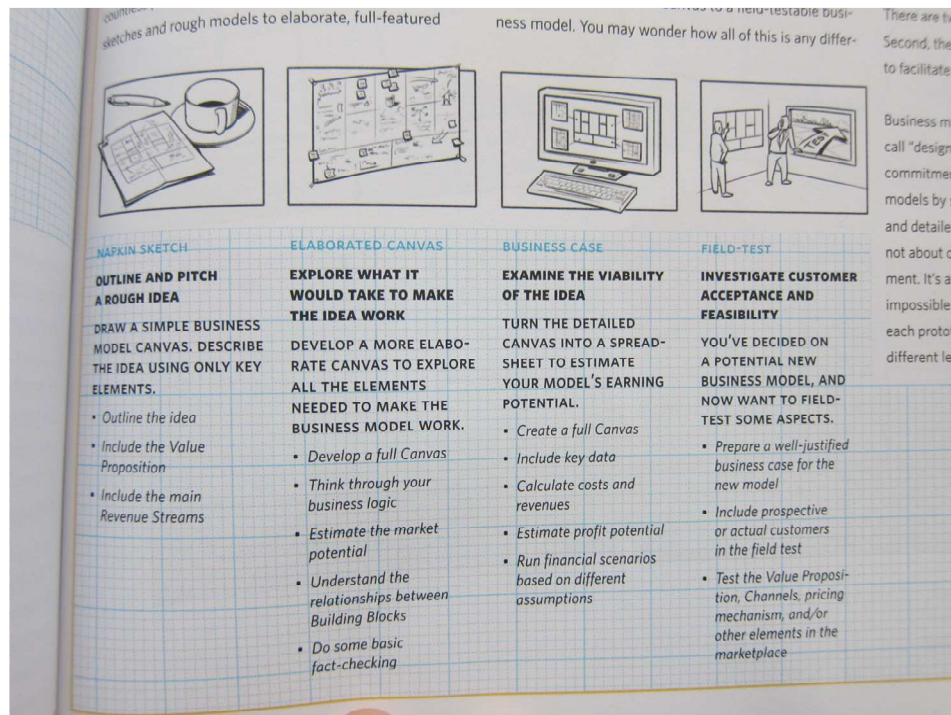 sketches and rough models to elaborate, full-featured
to a field-testable busi-
ness model. You may wonder how all of this is any differ-
There are
Second, the
to facilitate
Business
call "design
models by
and detaile
not about
ment. It's a
impossible
each proto
different le
NAPKIN SKETCH
OUTLINE AND PITCH
A ROUGH IDEA
DRAW A SIMPLE BUSINESS
MODEL CANVAS. DESCRIBE
THE IDEA USING ONLY KEY
ELEMENTS.
• Outline the idea
• Include the Value
Proposition
• Include the main
Revenue Streams
ELABORATED CANVAS
EXPLORE WHAT IT
WOULD TAKE TO MAKE
THE IDEA WORK
DEVELOP A MORE ELABO-
RATE CANVAS TO EXPLORE
ALL THE ELEMENTS
NEEDED TO MAKE THE
BUSINESS MODEL WORK.
• Develop a full Canvas
• Think through your
business logic
• Estimate the market
potential
• Understand the
relationships between
Building Blocks
• Do some basic
fact-checking
BUSINESS CASE
EXAMINE THE VIABILITY
OF THE IDEA
TURN THE DETAILED
CANVAS INTO A SPREAD-
SHEET TO ESTIMATE
YOUR MODEL'S EARNING
POTENTIAL.
• Create a full Canvas
• Include key data
• Calculate costs and
revenues
• Estimate profit potential
• Run financial scenarios
based on different
assumptions
FIELD-TEST
INVESTIGATE CUSTOMER
ACCEPTANCE AND
FEASIBILITY
YOU'VE DECIDED ON
A POTENTIAL NEW
BUSINESS MODEL, AND
NOW WANT TO FIELD-
TEST SOME ASPECTS.
• Prepare a well-justified
business case for the
new model
• Include prospective
or actual customers
in the field test
• Test the Value Proposi-
tion, Channels, pricing
mechanism, and/or
other elements in the
marketplace